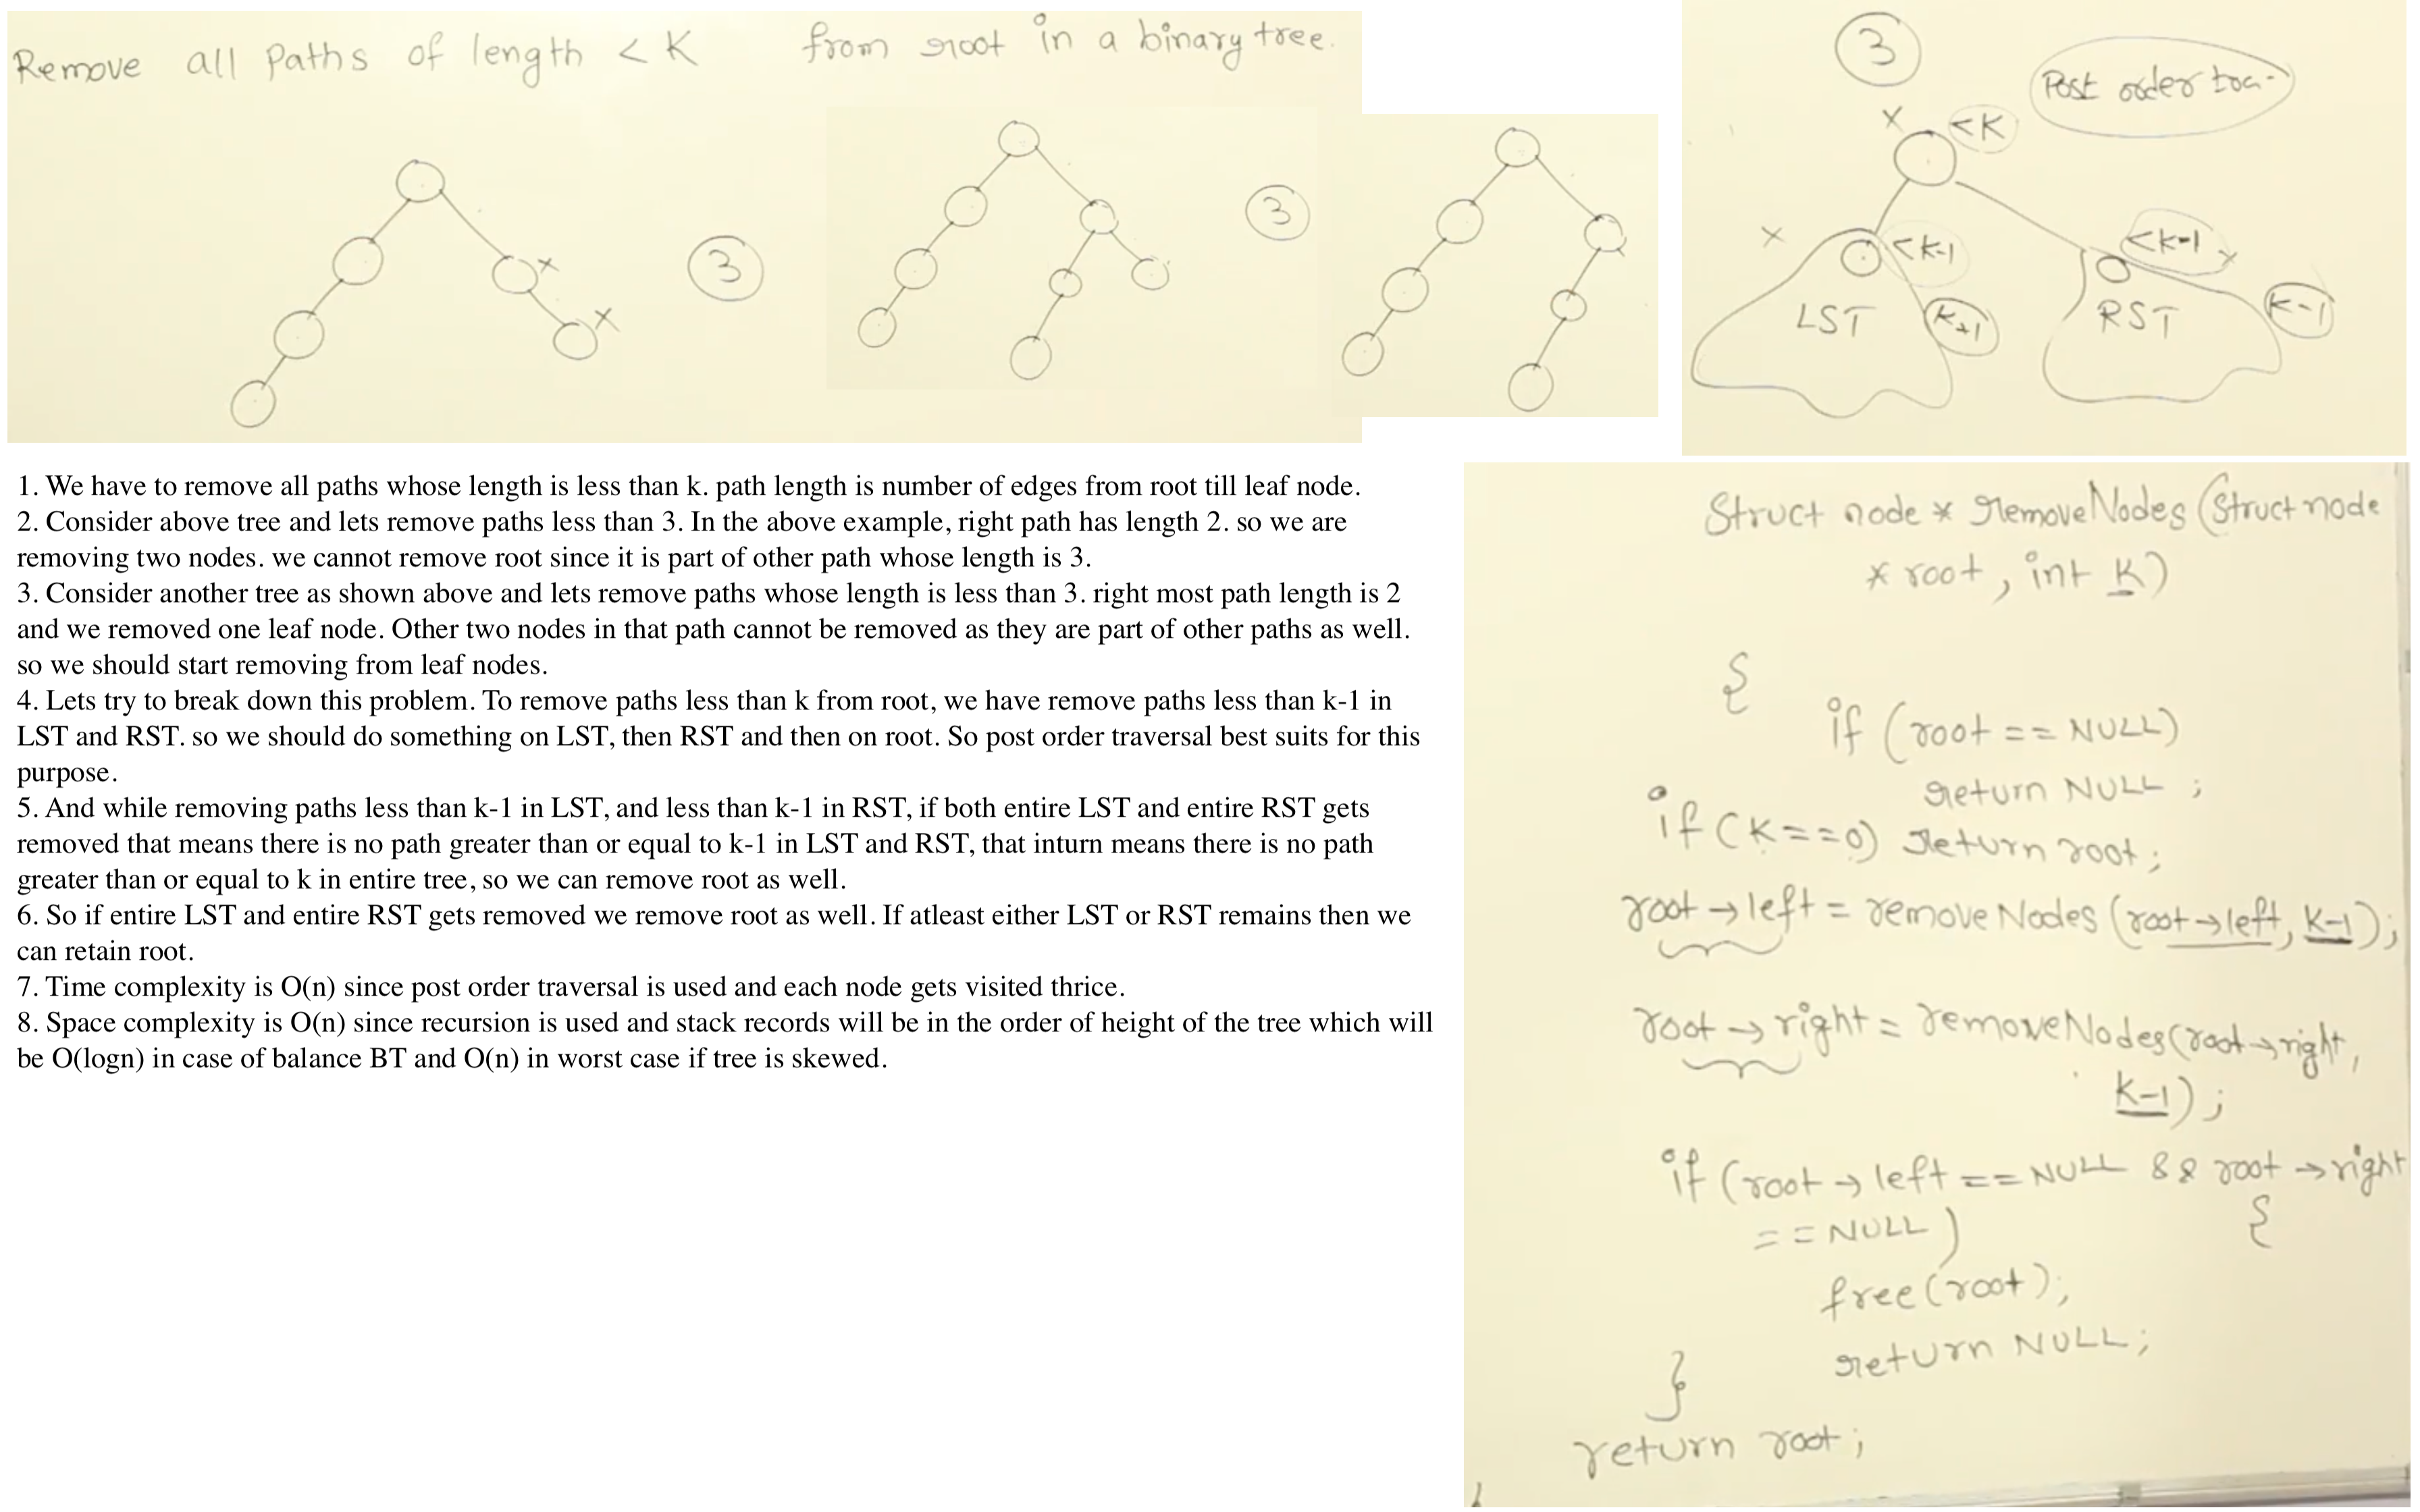 Remove all Paths of length < K from root in a binary tree.
3
3
3
Post order tra-
x
<K
x
x
x
<k-1
<k-1
x
LST
k-1
RST
k-1
1. We have to remove all paths whose length is less than k. path length is number of edges from root till leaf node.
2. Consider above tree and lets remove paths less than 3. In the above example, right path has length 2. so we are
removing two nodes. we cannot remove root since it is part of other path whose length is 3.
3. Consider another tree as shown above and lets remove paths whose length is less than 3. right most path length is 2
and we removed one leaf node. Other two nodes in that path cannot be removed as they are part of other paths as well.
so we should start removing from leaf nodes.
4. Lets try to break down this problem. To remove paths less than k from root, we have remove paths less than k-1 in
LST and RST. so we should do something on LST, then RST and then on root. So post order traversal best suits for this
purpose.
5. And while removing paths less than k-1 in LST, and less than k-1 in RST, if both entire LST and entire RST gets
removed that means there is no path greater than or equal to k-1 in LST and RST, that inturn means there is no path
greater than or equal to k in entire tree, so we can remove root as well.
6. So if entire LST and entire RST gets removed we remove root as well. If atleast either LST or RST remains then we
can retain root.
7. Time complexity is O(n) since post order traversal is used and each node gets visited thrice.
8. Space complexity is O(n) since recursion is used and stack records will be in the order of height of the tree which will
be O(logn) in case of balance BT and O(n) in worst case if tree is skewed.
Struct node * removeNodes (Struct node
* root, int K)
{
if (root == NULL)
return NULL ;
if (K==0) return root;
root → left = remove Nodes (root → left, K-1);
root → right = removeNodes(root → right,
K-1);
if (root → left == NULL && root → right
== NULL)
{
free (root);
return NULL;
}
return root;